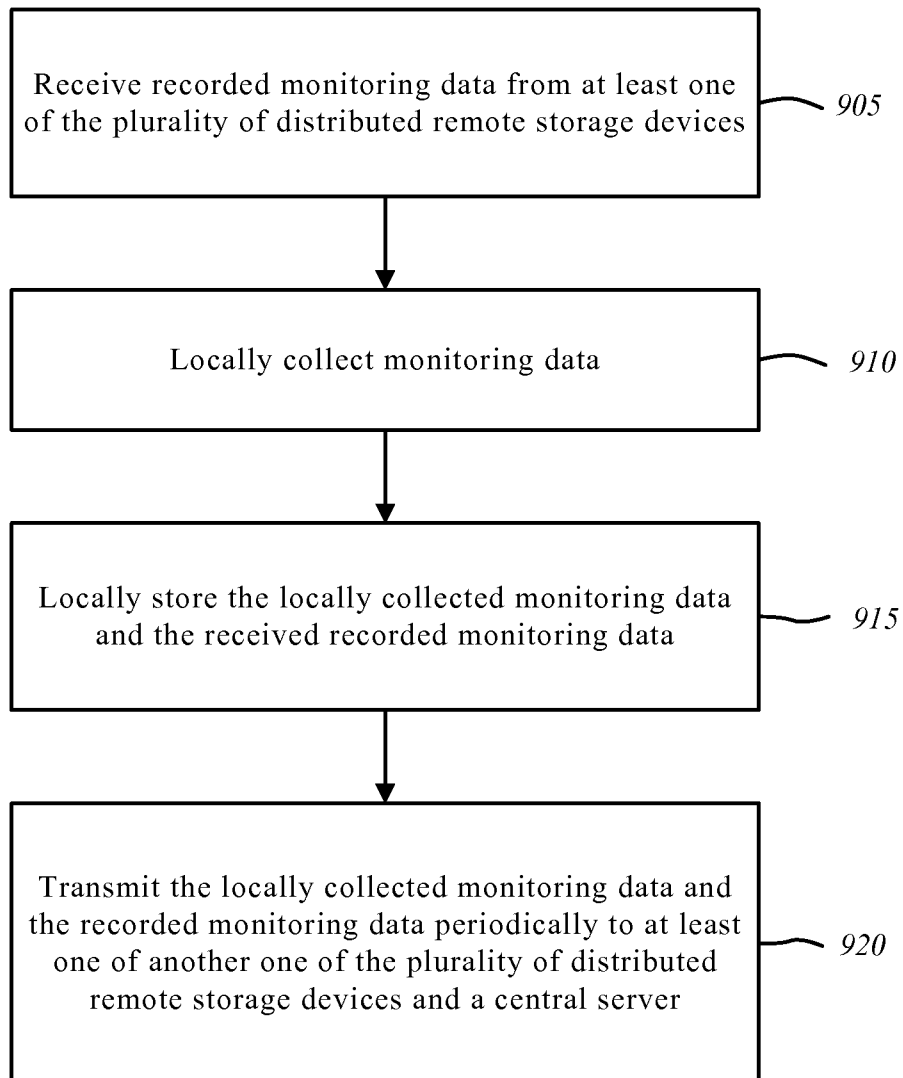 Receive recorded monitoring data from at least one
of the plurality of distributed remote storage devices
905
Locally collect monitoring data
910
Locally store the locally collected monitoring data
and the received recorded monitoring data
915
Transmit the locally collected monitoring data and
the recorded monitoring data periodically to at least
one of another one of the plurality of distributed
remote storage devices and a central server
920